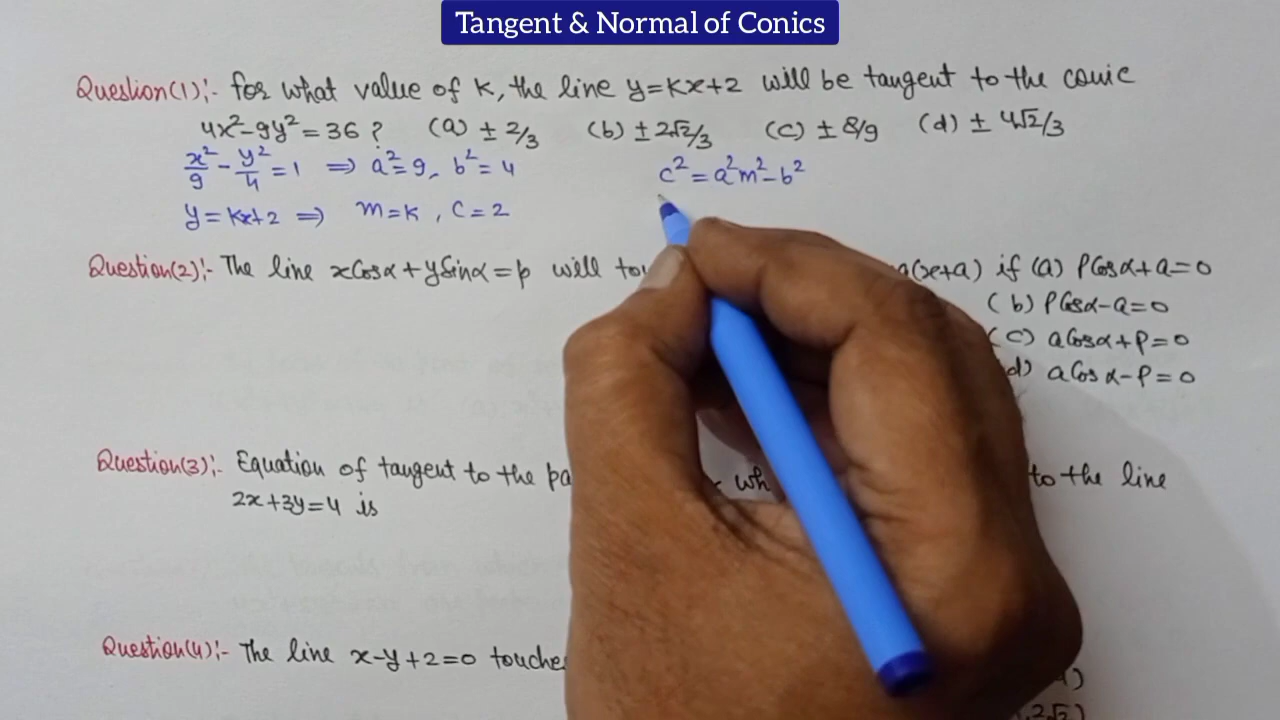 Tangent & Normal of Conics
Question(1):- for what value of K, the line y=Kx+2 will be tangent to the conic
4x²-9y²=36? (a) ± 2/3 (b) ± 2√2/3 (c) ± 8/9 (d) ± 4√2/3
x²/9 - y²/4 = 1 ⇒ a²=9, b²=4 c²=a²m²-b²
y=Kx+2 ⇒ m=K, C=2
Question(2):- The line xCosα+ySinα=p will a(x+a) if (a) PCosα+a=0
(b) PCosα-a=0
(c) aCosα+P=0
(d) aCosα-P=0
Question(3):- Equation of tangent to the to the line
2x+3y=4 is
Question(4):- The line x-y+2=0
2√2)